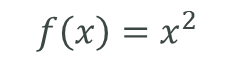 f(x) = x²